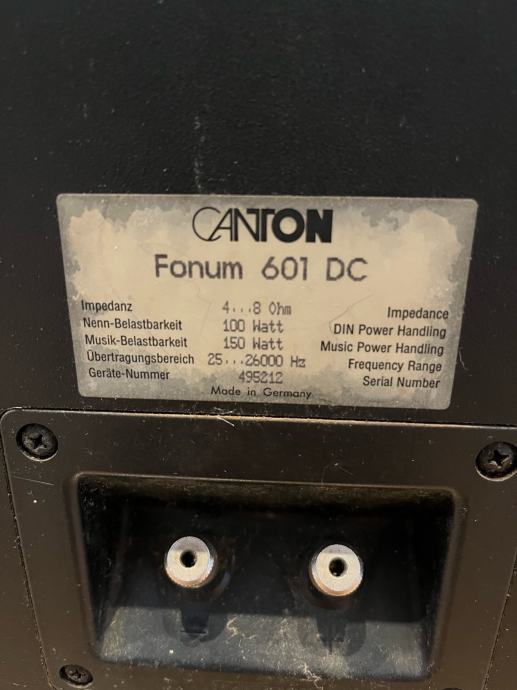 CANTON
Fonum 601 DC
Impedanz 4...8 Ohm Impedance
Nenn-Belastbarkeit 100 Watt DIN Power Handling
Musik-Belastbarkeit 150 Watt Music Power Handling
Übertragungsbereich 25...26000 Hz Frequency Range
Geräte-Nummer 495212 Serial Number
Made in Germany